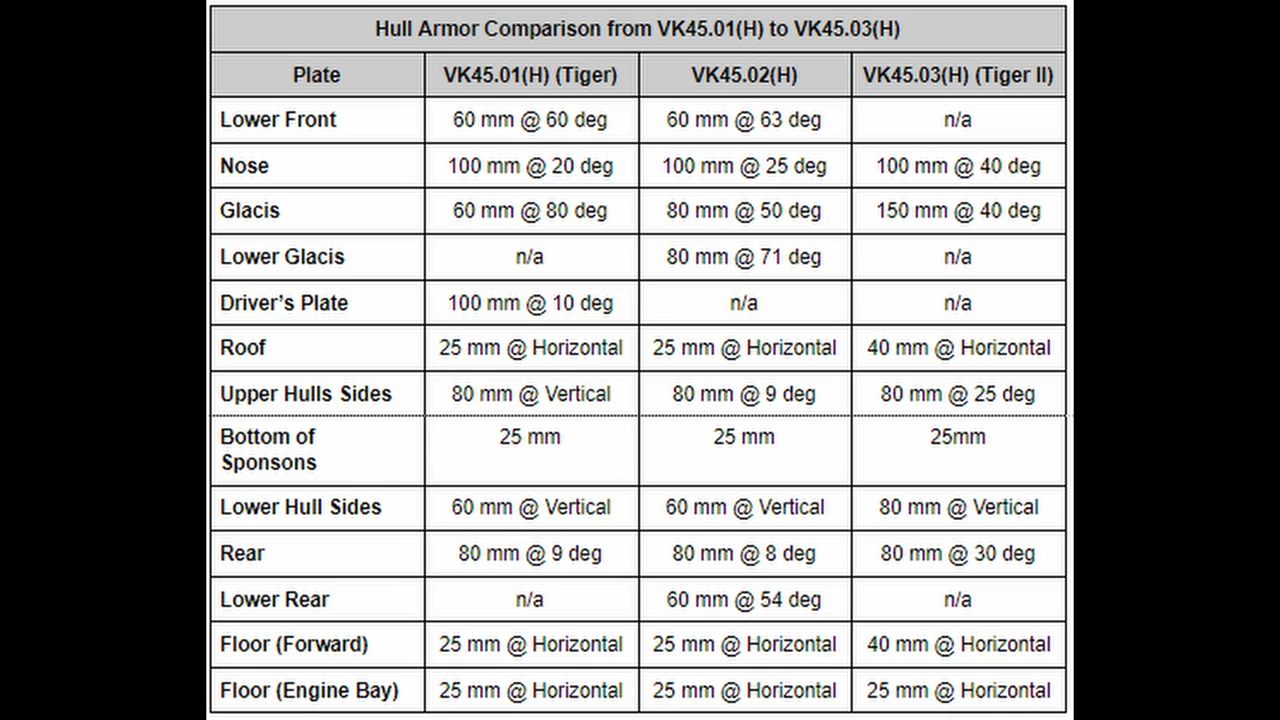 Hull Armor Comparison from VK45.01(H) to VK45.03(H)
Plate VK45.01(H) (Tiger) VK45.02(H) VK45.03(H) (Tiger II)
Lower Front 60 mm @ 60 deg 60 mm @ 63 deg n/a
Nose 100 mm @ 20 deg 100 mm @ 25 deg 100 mm @ 40 deg
Glacis 60 mm @ 80 deg 80 mm @ 50 deg 150 mm @ 40 deg
Lower Glacis n/a 80 mm @ 71 deg n/a
Driver’s Plate 100 mm @ 10 deg n/a n/a
Roof 25 mm @ Horizontal 25 mm @ Horizontal 40 mm @ Horizontal
Upper Hulls Sides 80 mm @ Vertical 80 mm @ 9 deg 80 mm @ 25 deg
Bottom of 25 mm 25 mm 25mm
Sponsons
Lower Hull Sides 60 mm @ Vertical 60 mm @ Vertical 80 mm @ Vertical
Rear 80 mm @ 9 deg 80 mm @ 8 deg 80 mm @ 30 deg
Lower Rear n/a 60 mm @ 54 deg n/a
Floor (Forward) 25 mm @ Horizontal 25 mm @ Horizontal 40 mm @ Horizontal
Floor (Engine Bay) 25 mm @ Horizontal 25 mm @ Horizontal 25 mm @ Horizontal